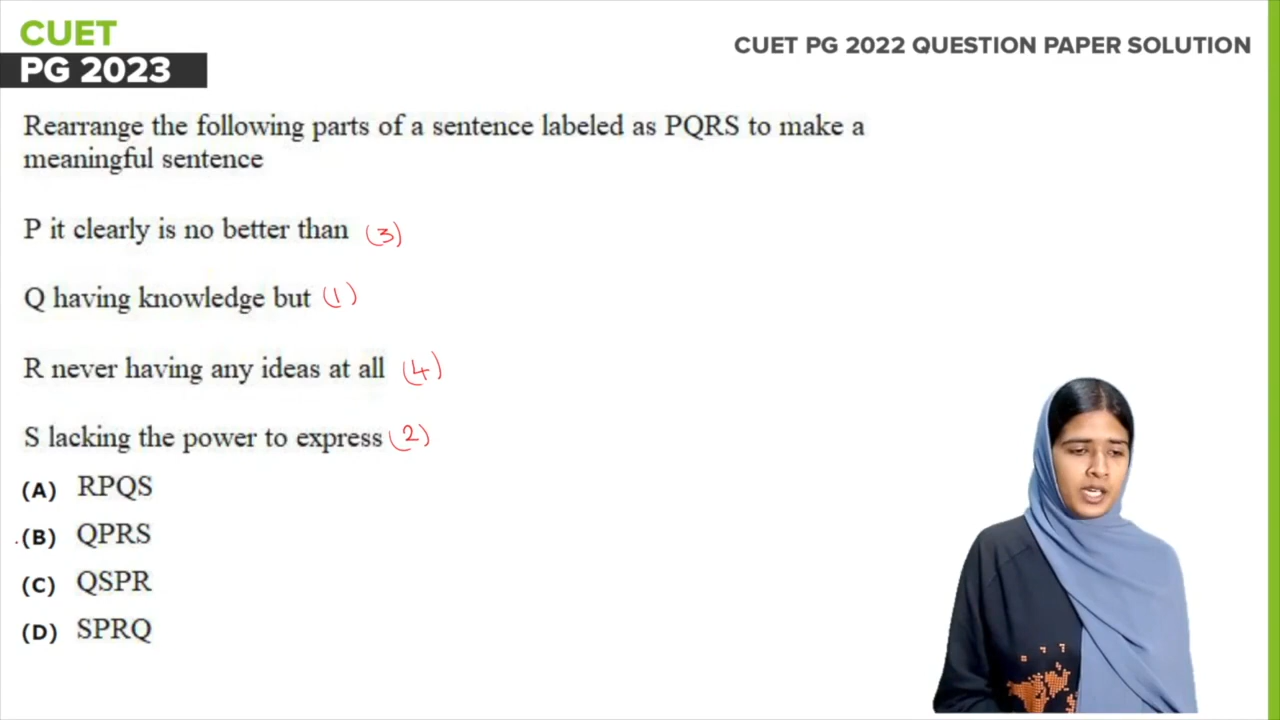 CUET
PG 2023
CUET PG 2022 QUESTION PAPER SOLUTION
Rearrange the following parts of a sentence labeled as PQRS to make a
meaningful sentence
P it clearly is no better than (3)
Q having knowledge but (1)
R never having any ideas at all (4)
S lacking the power to express (2)
(A) RPQS
.(B) QPRS
(C) QSPR
(D) SPRQ